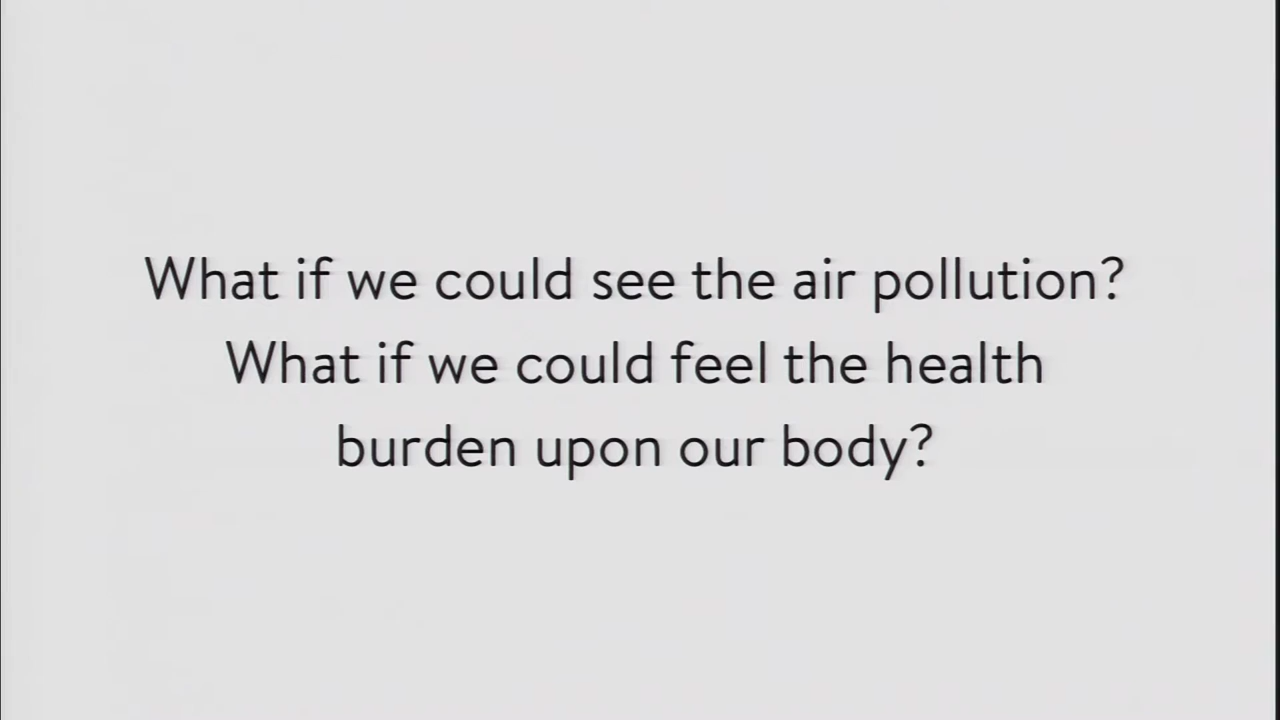 What if we could see the air pollution?
What if we could feel the health
burden upon our body?